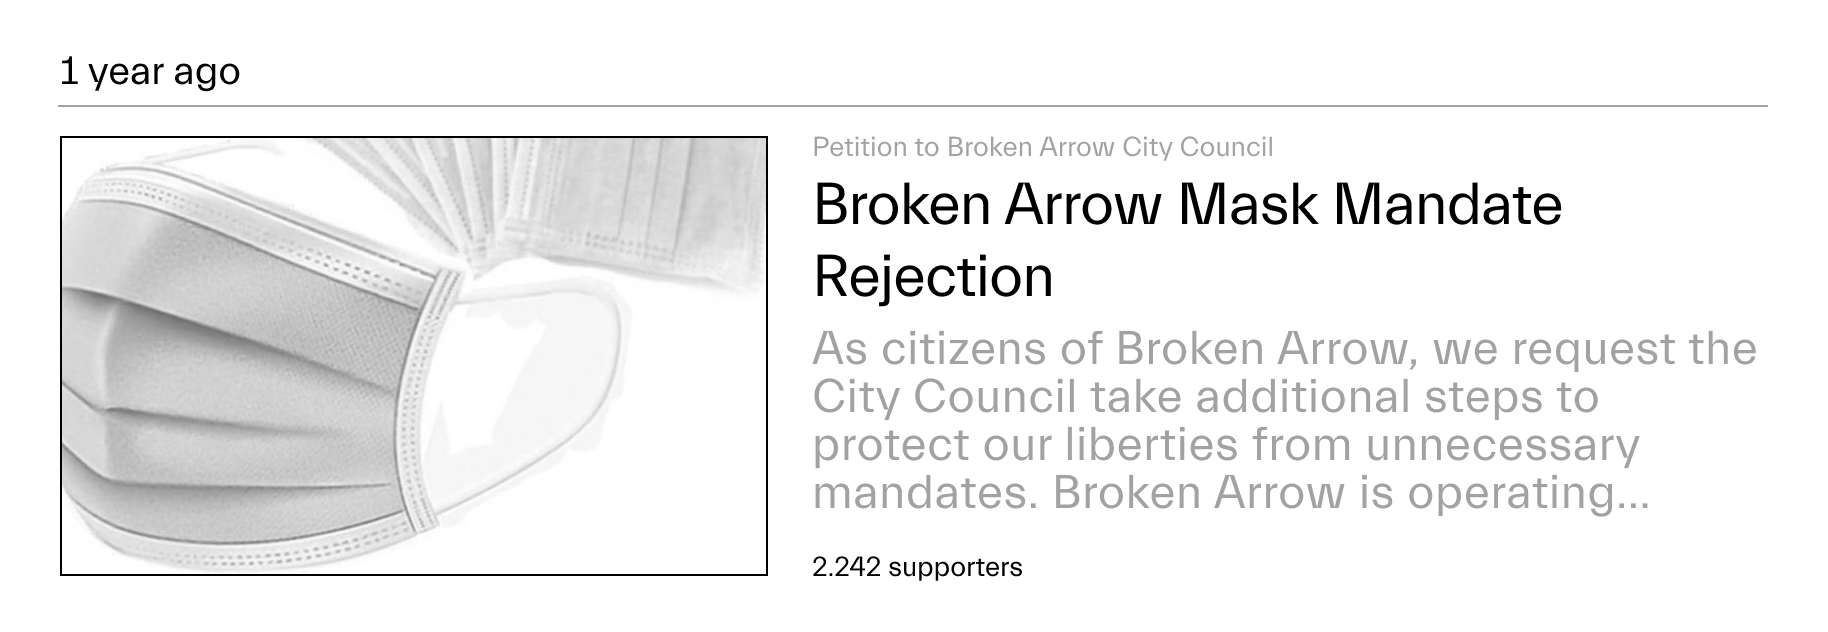 1 year ago
Petition to Broken Arrow City Council
Broken Arrow Mask Mandate
Rejection
As citizens of Broken Arrow, we request the
City Council take additional steps to
protect our liberties from unnecessary
mandates. Broken Arrow is operating...
2.242 supporters